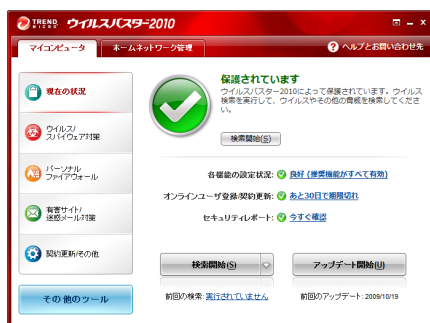 TREND MICRO ウイルスバスター2010
マイコンピュータ ホームネットワーク管理 ヘルプとお問い合わせ先
現在の状況
ウイルス/
スパイウェア対策
パーソナル
ファイアウォール
有害サイト/
迷惑メール対策
契約更新/その他
その他のツール
保護されています
ウイルスバスター2010によって保護されています。ウイルス
検索を実行して、ウイルスやその他の脅威を検索してくださ
い。
検索開始(S)
各機能の設定状況: 良好 (推奨機能がすべて有効)
オンラインユーザ登録/契約更新: あと30日で期限切れ
セキュリティレポート: 今すぐ確認
検索開始(S) アップデート開始(U)
前回の検索: 実行されていません 前回のアップデート: 2009/10/19